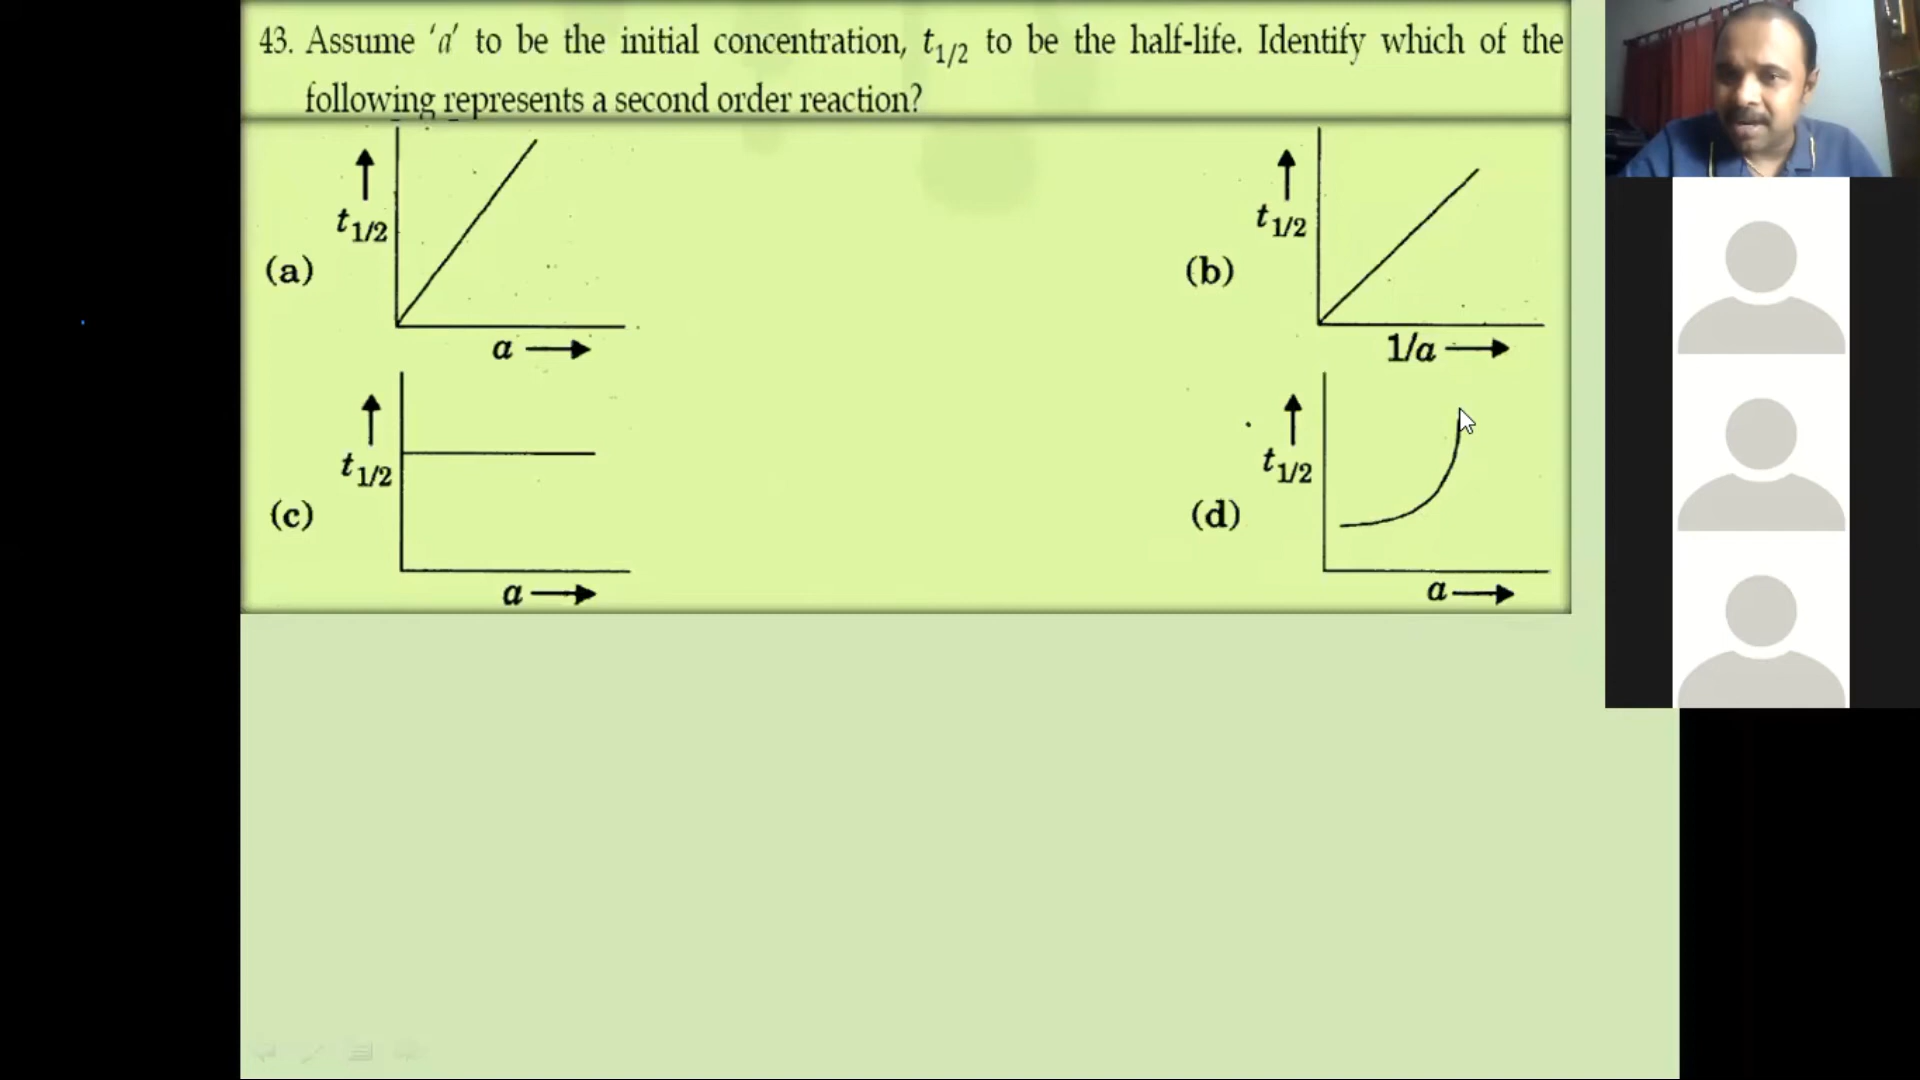 43. Assume 'a' to be the initial concentration, t1/2 to be the half-life. Identify which of the
following represents a second order reaction?
t1/2
(a)
a
t1/2
(b)
1/a
t1/2
(c)
a
t1/2
(d)
a